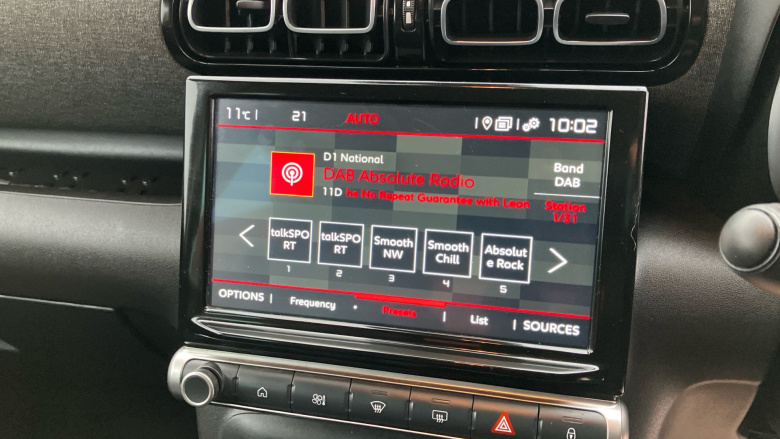 11°C | 21 AUTO 10:02
D1 National
DAB Absolute Radio
11D he No Repeat Guarantee with Leon
Band
DAB
Station
1/31
talkSPO
RT
1
talkSPO
RT
2
Smooth
NW
3
Smooth
Chill
4
Absolut
e Rock
5
OPTIONS | Frequency Presets | List | SOURCES